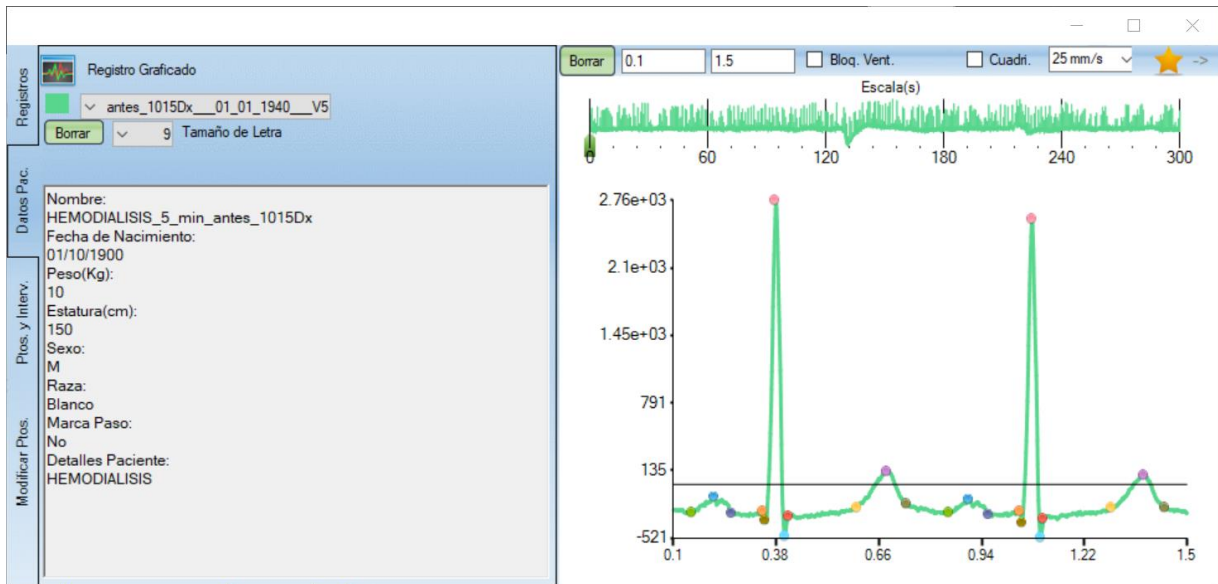 Registros
Datos Pac.
Ptos. y Interv.
Modificar Ptos.
Registro Graficado
antes_1015Dx___01_01_1940___V5
Borrar 9 Tamaño de Letra
Nombre:
HEMODIALISIS_5_min_antes_1015Dx
Fecha de Nacimiento:
01/10/1900
Peso(Kg):
10
Estatura(cm):
150
Sexo:
M
Raza:
Blanco
Marca Paso:
No
Detalles Paciente:
HEMODIALISIS
Borrar 0.1 1.5 Bloq. Vent. Cuadri. 25 mm/s ->
Escala(s)
0 60 120 180 240 300
2.76e+03
2.1e+03
1.45e+03
791
135
-521
0.1 0.38 0.66 0.94 1.22 1.5